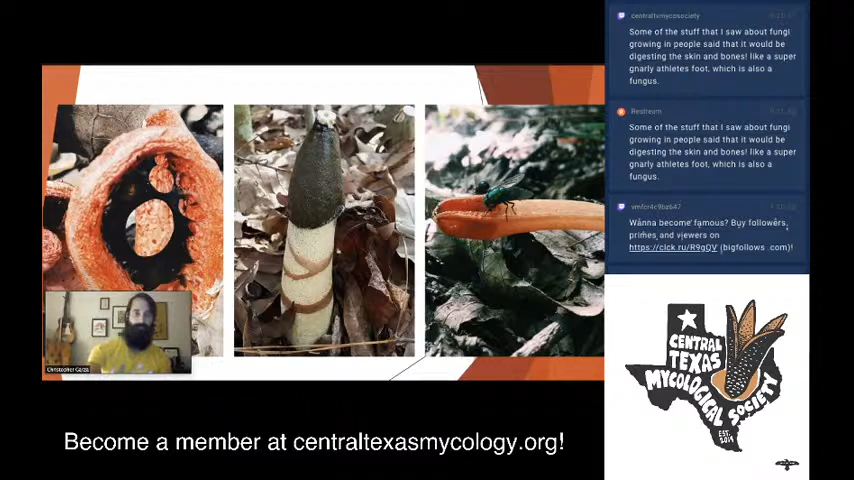 centraltxmycosociety
Some of the stuff that I saw about fungi
growing in people said that it would be
digesting the skin and bones! like a super
gnarly athletes foot, which is also a
fungus.
Restream
Some of the stuff that I saw about fungi
growing in people said that it would be
digesting the skin and bones! like a super
gnarly athletes foot, which is also a
fungus.
Wanna become famous? Buy followers,
primes and viewers on
https://clck.ru/R9gQV (bigfollows .com)!
CENTRAL
TEXAS
MYCOLOGICAL
SOCIETY
EST.
2019
Become a member at centraltexasmycology.org!